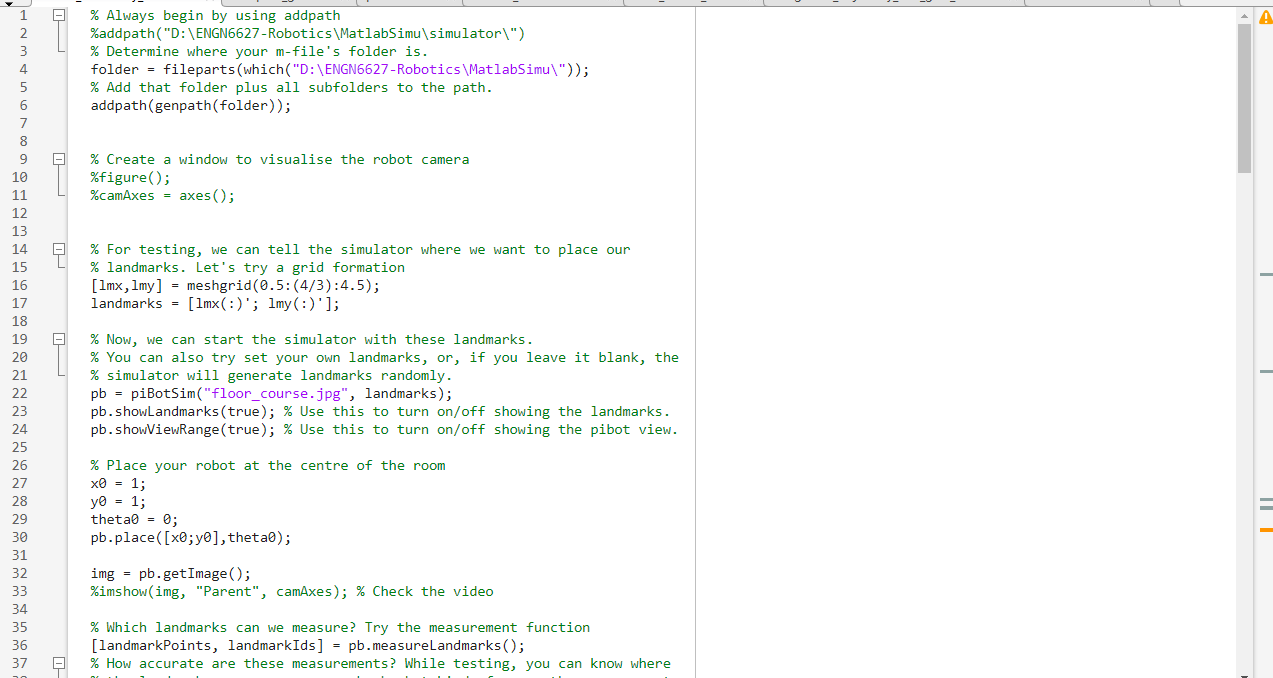 1 % Always begin by using addpath
2 %addpath("D:\ENGN6627-Robotics\MatlabSimu\simulator\")
3 % Determine where your m-file's folder is.
4 folder = fileparts(which("D:\ENGN6627-Robotics\MatlabSimu\"));
5 % Add that folder plus all subfolders to the path.
6 addpath(genpath(folder));
7
8
9 % Create a window to visualise the robot camera
10 %figure();
11 %camAxes = axes();
12
13
14 % For testing, we can tell the simulator where we want to place our
15 % landmarks. Let's try a grid formation
16 [lmx,lmy] = meshgrid(0.5:(4/3):4.5);
17 landmarks = [lmx(:)'; lmy(:)'];
18
19 % Now, we can start the simulator with these landmarks.
20 % You can also try set your own landmarks, or, if you leave it blank, the
21 % simulator will generate landmarks randomly.
22 pb = piBotSim("floor_course.jpg", landmarks);
23 pb.showLandmarks(true); % Use this to turn on/off showing the landmarks.
24 pb.showViewRange(true); % Use this to turn on/off showing the pibot view.
25
26 % Place your robot at the centre of the room
27 x0 = 1;
28 y0 = 1;
29 theta0 = 0;
30 pb.place([x0;y0],theta0);
31
32 img = pb.getImage();
33 %imshow(img, "Parent", camAxes); % Check the video
34
35 % Which landmarks can we measure? Try the measurement function
36 [landmarkPoints, landmarkIds] = pb.measureLandmarks();
37 % How accurate are these measurements? While testing, you can know where